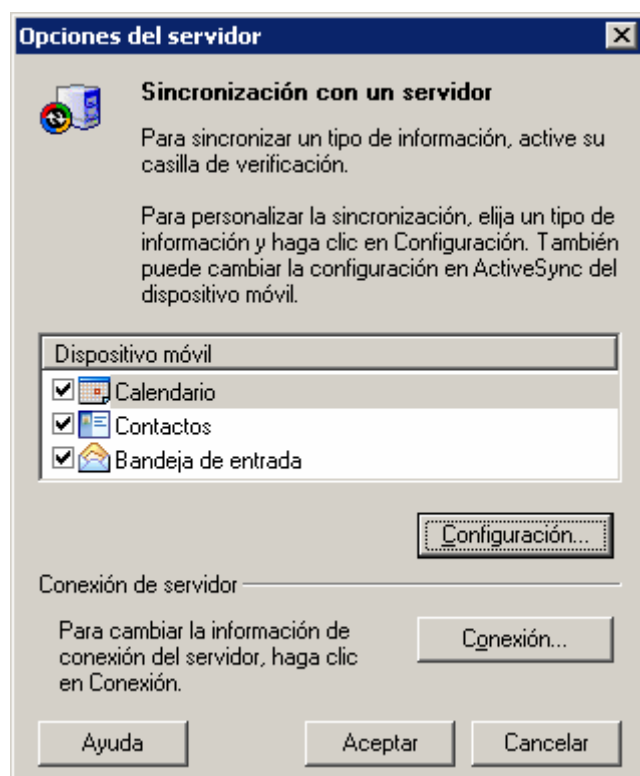 Opciones del servidor
Sincronización con un servidor
Para sincronizar un tipo de información, active su
casilla de verificación.
Para personalizar la sincronización, elija un tipo de
información y haga clic en Configuración. También
puede cambiar la configuración en ActiveSync del
dispositivo móvil.
Dispositivo móvil
Calendario
Contactos
Bandeja de entrada
Configuración...
Conexión de servidor
Para cambiar la información de
conexión del servidor, haga clic
en Conexión.
Conexión...
Ayuda
Aceptar
Cancelar